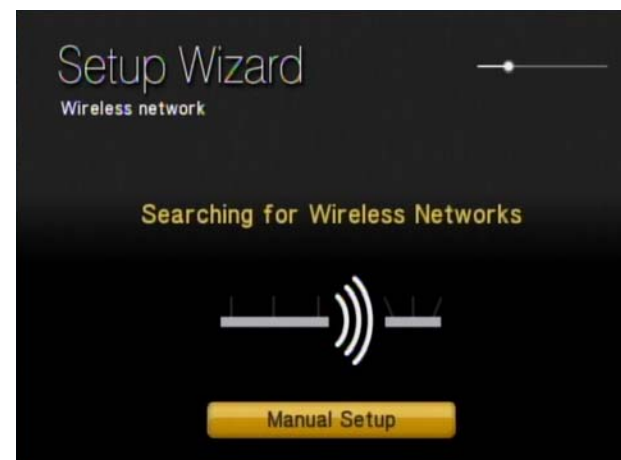 Setup Wizard
Wireless network
Searching for Wireless Networks
Manual Setup